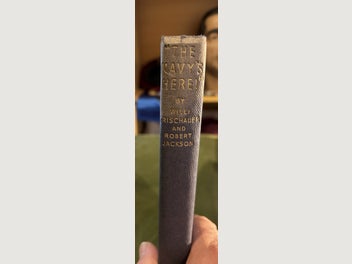 "THE
NAVY'S
HERE!"
BY
WILLI
FRISCHAUER
AND
ROBERT
JACKSON